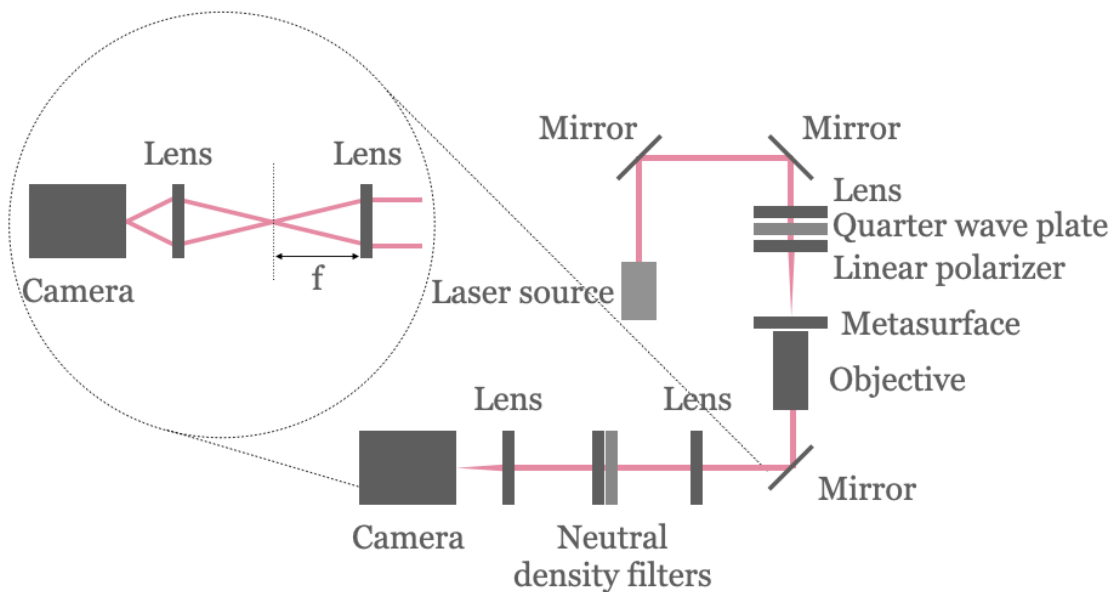 Mirror
Mirror
Lens
Lens
Lens
Quarter wave plate
Linear polarizer
Camera
f
Laser source
Metasurface
Objective
Lens
Lens
Mirror
Camera
Neutral
density filters